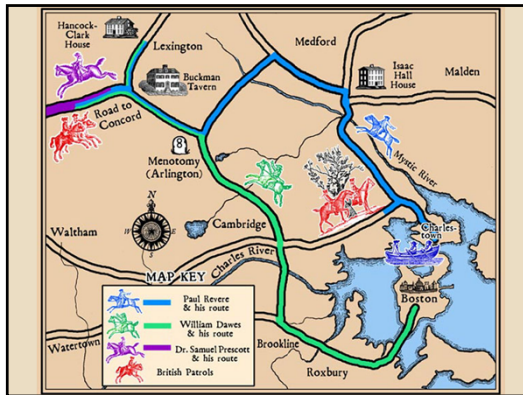 Hancock-
Clark
House
Lexington
Medford
Buckman
Tavern
Isaac
Hall
House
Malden
Road to
Concord
8
Menotomy
(Arlington)
Mystic River
N
W
E
S
Waltham
Cambridge
Charles-
town
Charles River
MAP KEY
Paul Revere
& his route
William Dawes
& his route
Dr. Samuel Prescott
& his route
British Patrols
Boston
Watertown
Brookline
Roxbury